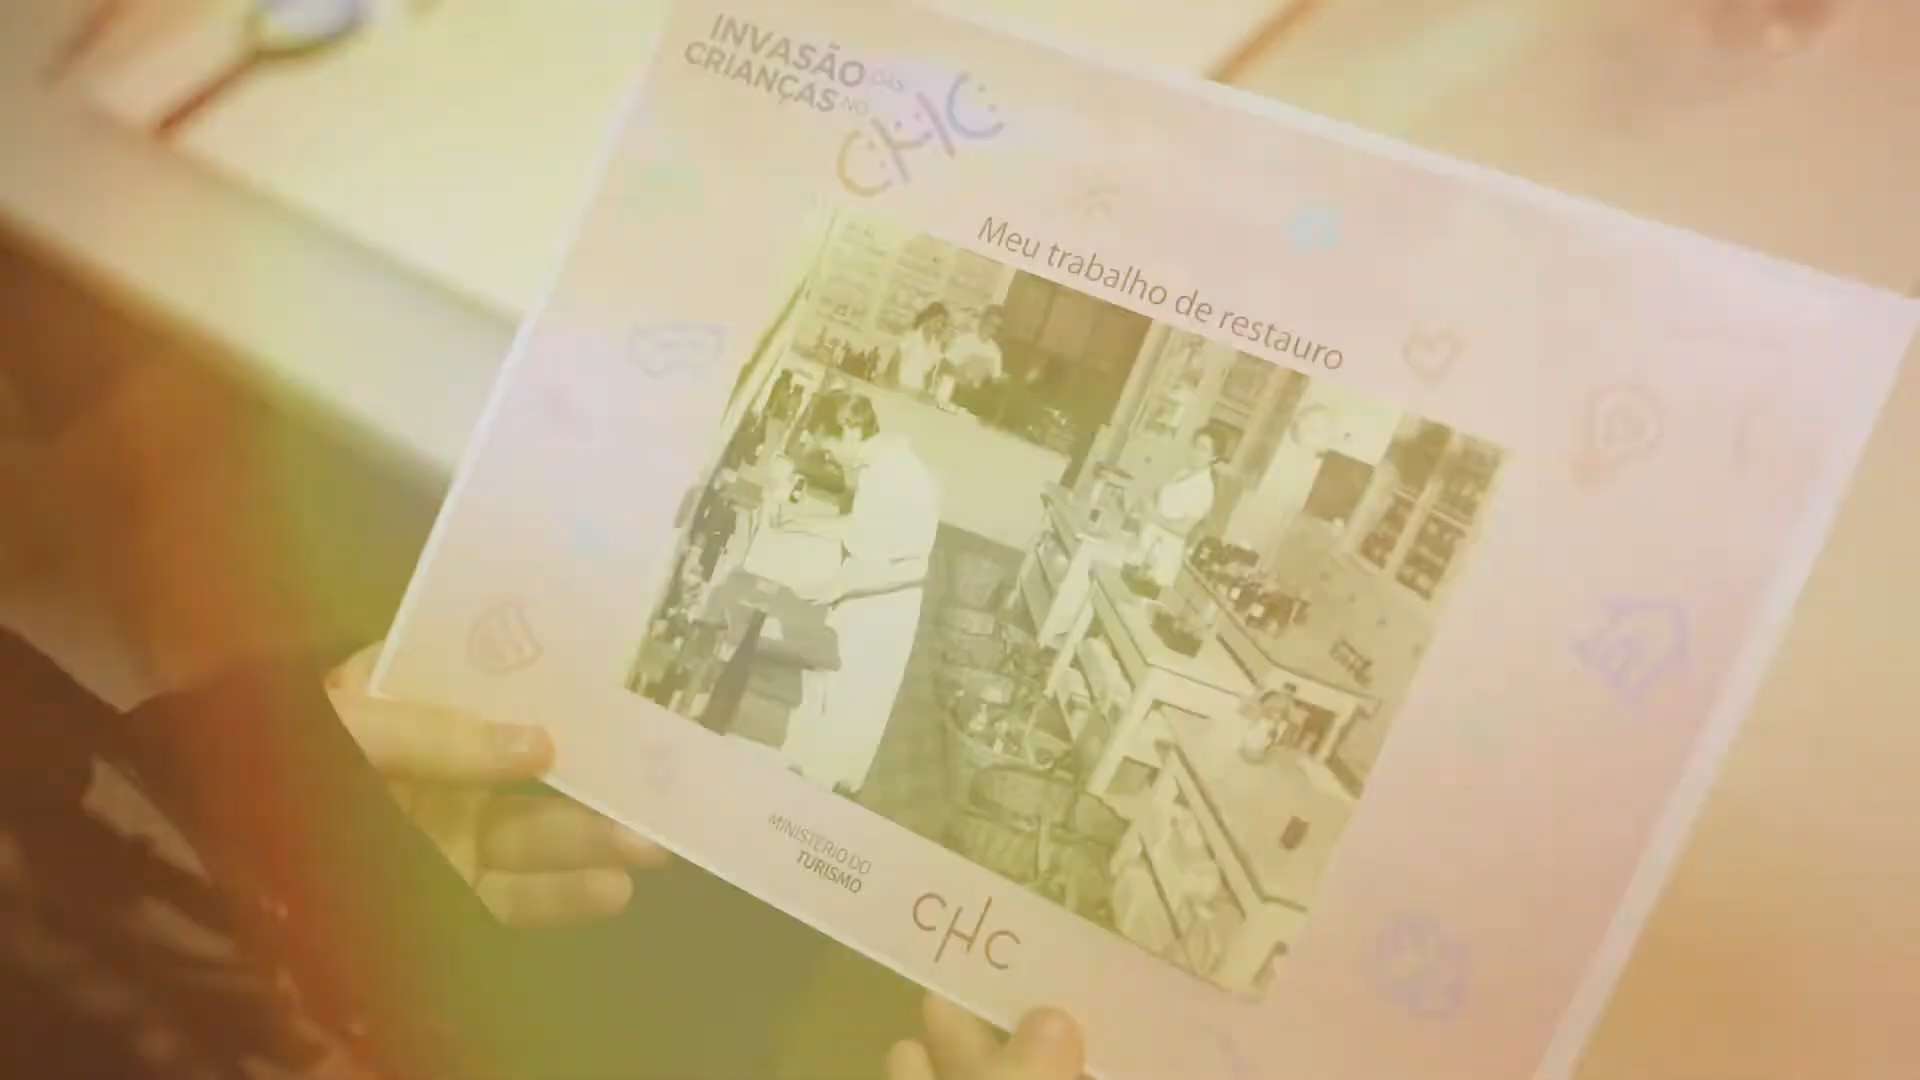 INVASÃO DAS
CRIANÇAS NO
CHC
Meu trabalho de restauro
MINISTÉRIO DO
TURISMO
CHC